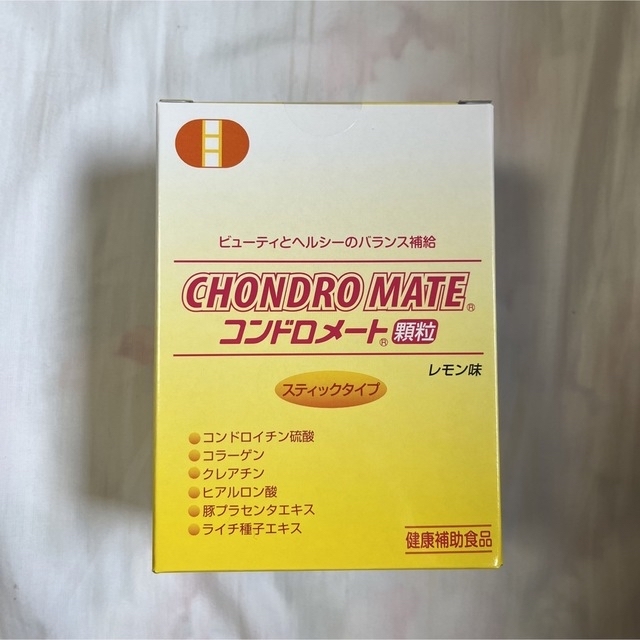 ビューティとヘルシーのバランス補給
CHONDRO MATE®
コンドロメート® 顆粒
レモン味
スティックタイプ
コンドロイチン硫酸
コラーゲン
クレアチン
ヒアルロン酸
豚プラセンタエキス
ライチ種子エキス
健康補助食品